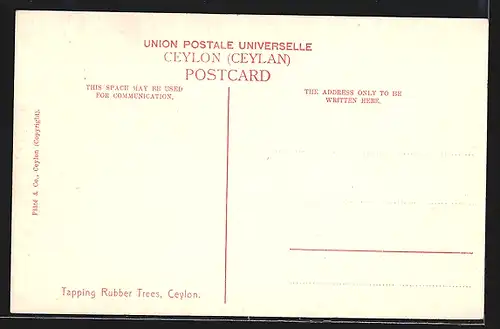 UNION POSTALE UNIVERSELLE
CEYLON (CEYLAN)
POSTCARD
THIS SPACE MAY BE USED
FOR COMMUNICATION.
THE ADDRESS ONLY TO BE
WRITTEN HERE.
Plâté & Co., Ceylon (Copyright).
Tapping Rubber Trees, Ceylon.